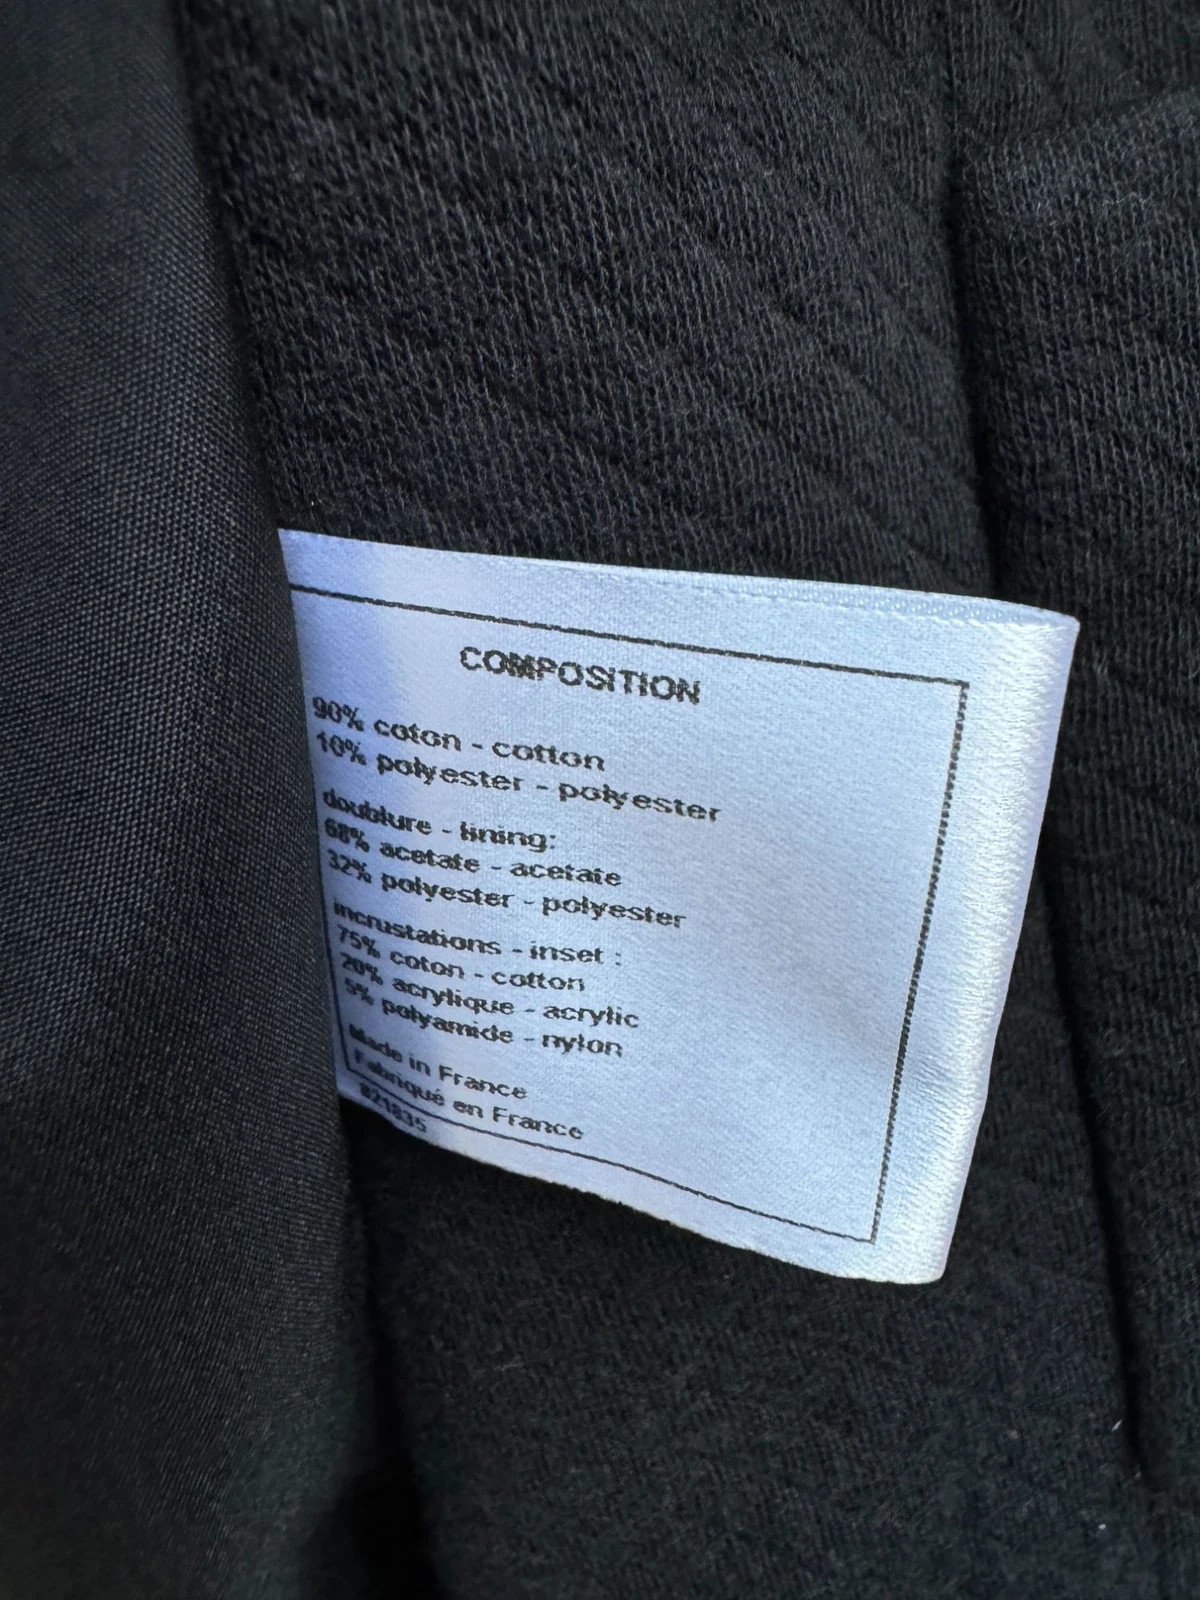 COMPOSITION
90% coton - cotton
10% polyester - polyester
doublure - lining:
68% acetate - acetate
32% polyester - polyester
incrustations - inset :
75% coton - cotton
20% acrylique - acrylic
5% polyamide - nylon
Made in France
Fabriqué en France
821835